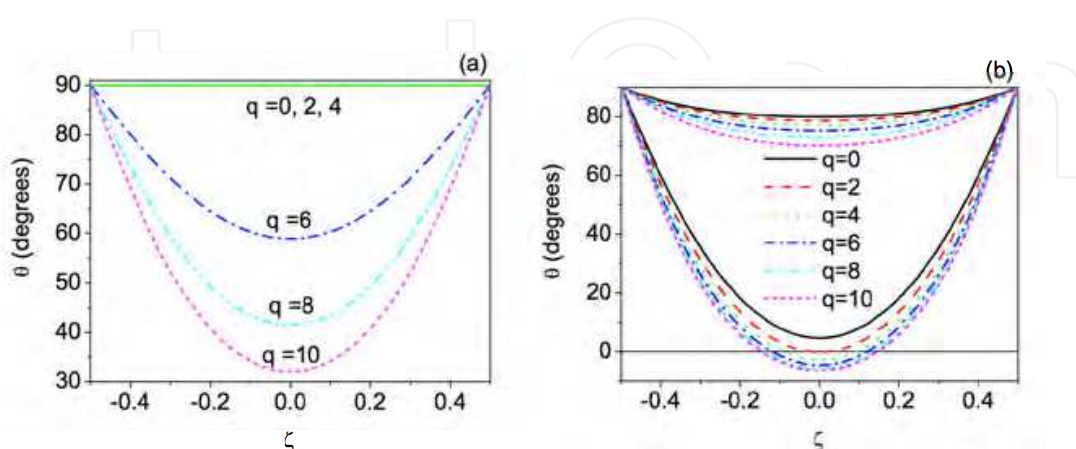 (a)
90
80
70
60
50
40
30
θ (degrees)
q =0, 2, 4
q =6
q =8
q =10
-0.4 -0.2 0.0 0.2 0.4
ζ
(b)
80
60
40
20
0
θ (degrees)
q=0
q=2
q=4
q=6
q=8
q=10
-0.4 -0.2 0.0 0.2 0.4
ζ